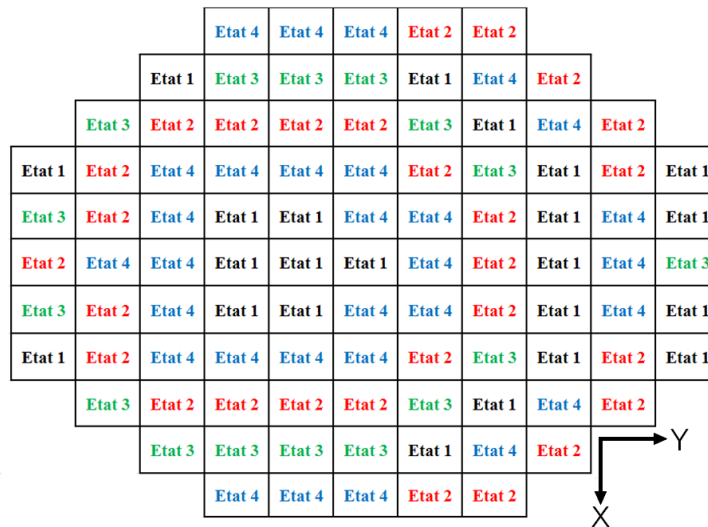 Etat 4 Etat 4 Etat 4 Etat 2 Etat 2
Etat 1 Etat 3 Etat 3 Etat 3 Etat 1 Etat 4 Etat 2
Etat 3 Etat 2 Etat 2 Etat 2 Etat 2 Etat 3 Etat 1 Etat 4 Etat 2
Etat 1 Etat 2 Etat 4 Etat 4 Etat 4 Etat 4 Etat 2 Etat 3 Etat 1 Etat 2 Etat 1
Etat 3 Etat 2 Etat 4 Etat 1 Etat 1 Etat 4 Etat 4 Etat 2 Etat 1 Etat 4 Etat 1
Etat 2 Etat 4 Etat 4 Etat 1 Etat 1 Etat 1 Etat 4 Etat 2 Etat 1 Etat 4 Etat 3
Etat 3 Etat 2 Etat 4 Etat 1 Etat 1 Etat 4 Etat 4 Etat 2 Etat 1 Etat 4 Etat 1
Etat 1 Etat 2 Etat 4 Etat 4 Etat 4 Etat 4 Etat 2 Etat 3 Etat 1 Etat 2 Etat 1
Etat 3 Etat 2 Etat 2 Etat 2 Etat 2 Etat 3 Etat 1 Etat 4 Etat 2
Etat 3 Etat 3 Etat 3 Etat 3 Etat 1 Etat 4 Etat 2
Y
Etat 4 Etat 4 Etat 4 Etat 2 Etat 2
X